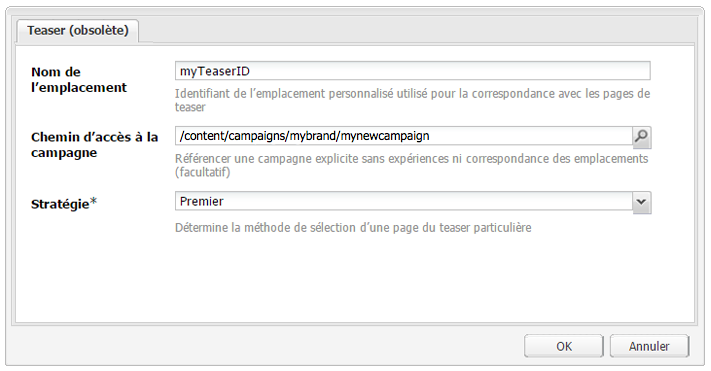 Teaser (obsolète)
Nom de
l’emplacement
myTeaserID
Identifiant de l’emplacement personnalisé utilisé pour la correspondance avec les pages de
teaser
Chemin d’accès à la
campagne
/content/campaigns/mybrand/mynewcampaign
Référencer une campagne explicite sans expériences ni correspondance des emplacements
(facultatif)
Stratégie*
Premier
Détermine la méthode de sélection d’une page du teaser particulière
OK
Annuler